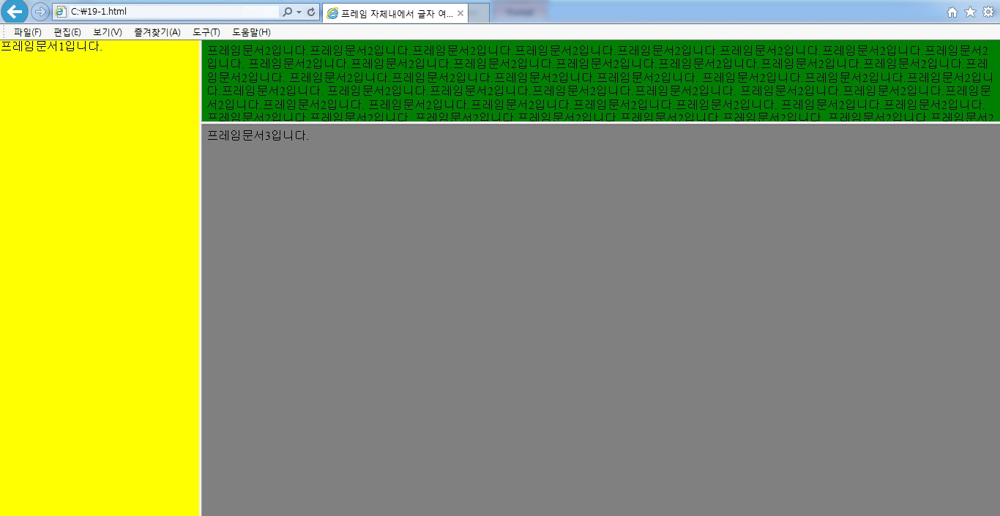 C:₩19-1.html
프레임 자체내에서 글자 여...
파일(F) 편집(E) 보기(V) 즐겨찾기(A) 도구(T) 도움말(H)
프레임문서1입니다.
프레임문서2입니다.프레임문서2입니다.프레임문서2입니다.프레임문서2입니다.프레임문서2입니다.프레임문서2입니다.프레임문서2입니다.프레임문서2
입니다. 프레임문서2입니다.프레임문서2입니다.프레임문서2입니다.프레임문서2입니다.프레임문서2입니다.프레임문서2입니다.프레임문서2입니다.프레
임문서2입니다. 프레임문서2입니다.프레임문서2입니다.프레임문서2입니다.프레임문서2입니다. 프레임문서2입니다.프레임문서2입니다.프레임문서2입니
다.프레임문서2입니다. 프레임문서2입니다.프레임문서2입니다.프레임문서2입니다.프레임문서2입니다. 프레임문서2입니다.프레임문서2입니다.프레임문
서2입니다.프레임문서2입니다. 프레임문서2입니다.프레임문서2입니다.프레임문서2입니다.프레임문서2입니다. 프레임문서2입니다.프레임문서2입니다.
프레임문서2입니다.프레임문서2입니다. 프레임문서2입니다.프레임문서2입니다.프레임문서2입니다.프레임문서2입니다. 프레임문서2입니다.프레임문서2
프레임문서3입니다.